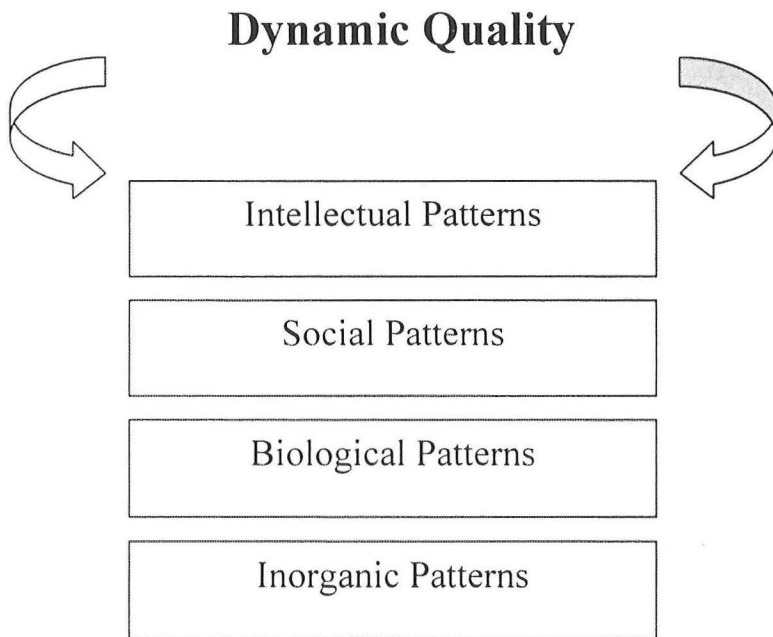 Dynamic Quality
Intellectual Patterns
Social Patterns
Biological Patterns
Inorganic Patterns